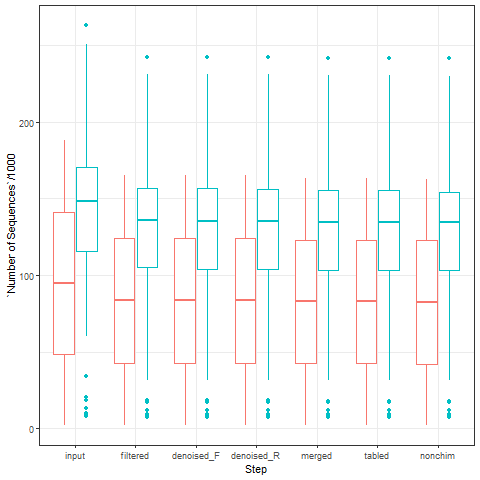 `Number of Sequences`/1000
200
100
0
input filtered denoised_F denoised_R merged tabled nonchim
Step